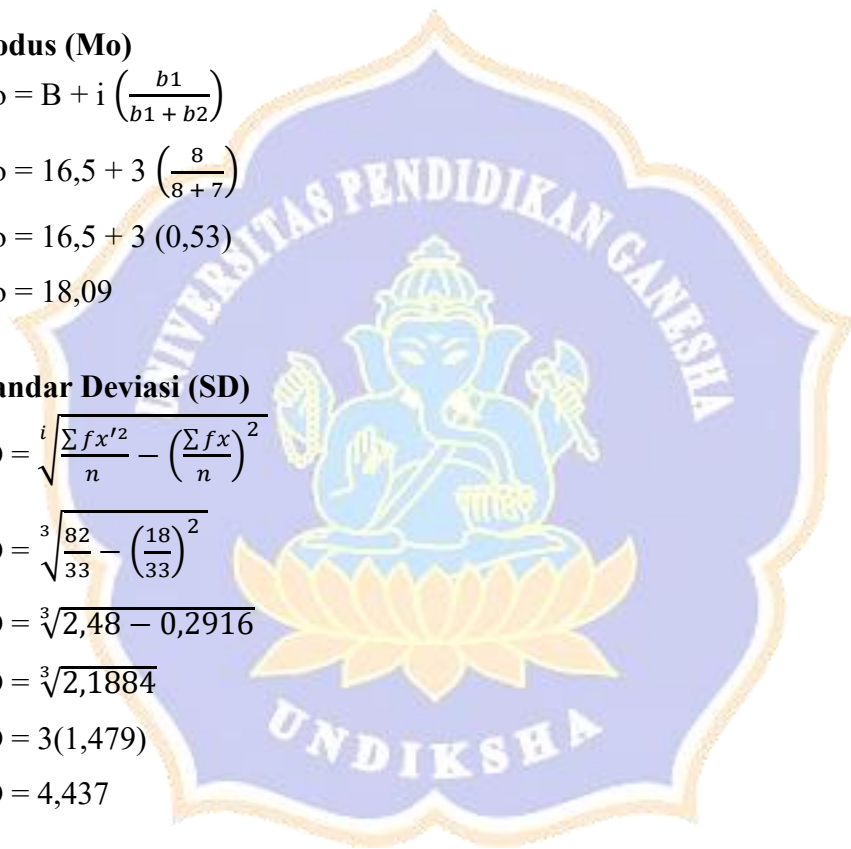 odus (Mo)
o = B + i (b1 / b1 + b2)
o = 16,5 + 3 (8 / 8 + 7)
o = 16,5 + 3 (0,53)
o = 18,09
andar Deviasi (SD)
= ⁱ√(∑fx′² / n − (∑fx / n)²)
= ³√(82 / 33 − (18 / 33)²)
= ³√(2,48 − 0,2916)
= ³√(2,1884)
= 3(1,479)
= 4,437
UNIVERSITAS PENDIDIKAN GANESHA
UNDIKSHA